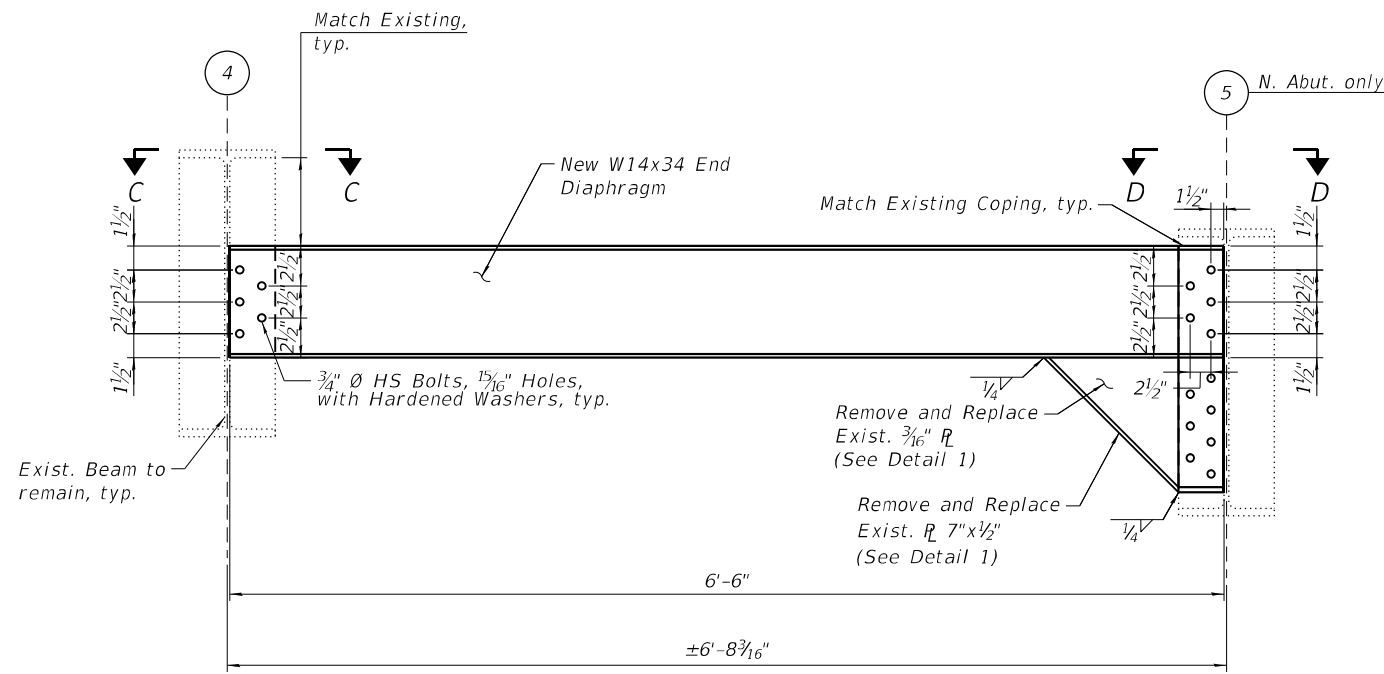 Match Existing,
typ.
4
5
N. Abut. only
C
C
D
D
New W14x34 End
Diaphragm
Match Existing Coping, typ.
1½"
1½"
2½"
2½"
1½"
2½"
2½"
2½"
2½"
2½"
2½"
1½"
2½"
2½"
1½"
¾" Ø HS Bolts, 15/16" Holes,
with Hardened Washers, typ.
¼
2½"
Remove and Replace
Exist. 3/16" ⅊
(See Detail 1)
Exist. Beam to
remain, typ.
Remove and Replace
Exist. ⅊ 7"x½"
(See Detail 1)
¼
6'-6"
±6'-8 3/16"